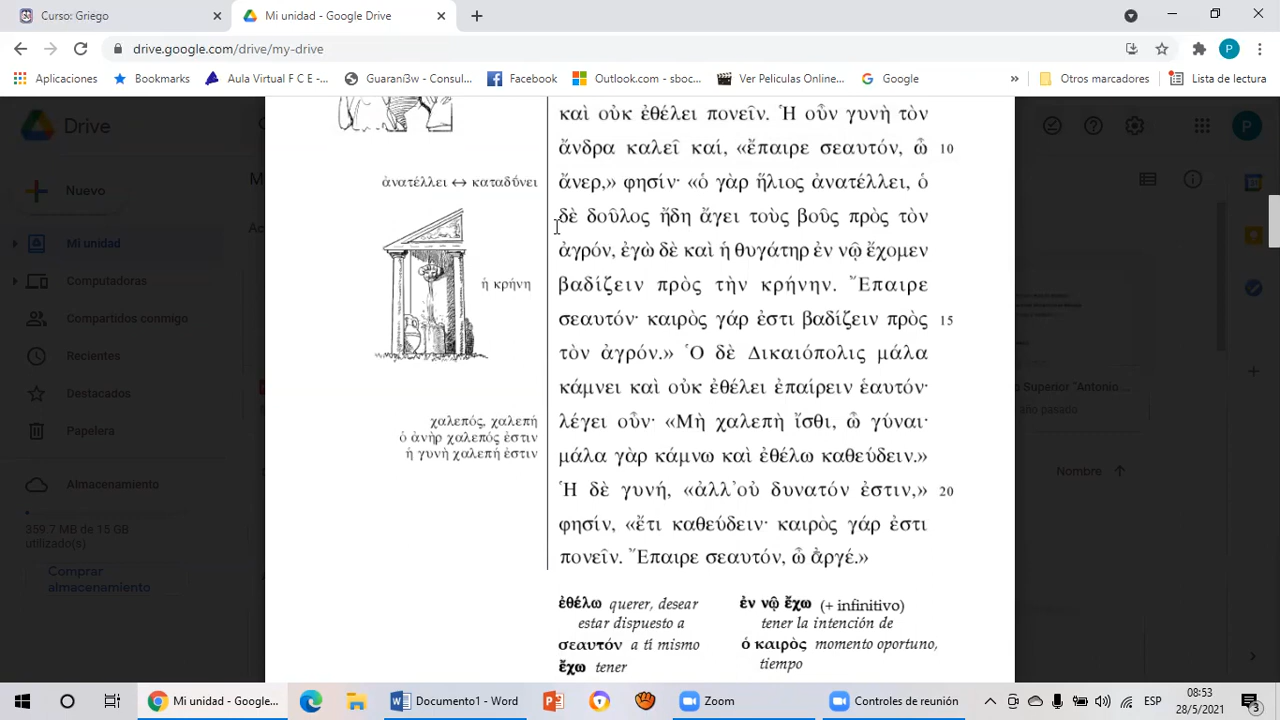 Curso: Griego
Mi unidad - Google Drive
drive.google.com/drive/my-drive
P
Aplicaciones
Bookmarks
Aula Virtual F C E -...
Guaraní3w - Consul...
Facebook
Outlook.com - sboc...
Ver Peliculas Online...
Google
»
Otros marcadores
Lista de lectura
Drive
P
Nuevo
Mi unidad
Computadoras
Compartidos conmigo
Recientes
Destacados
Papelera
Almacenamiento
359.7 MB de 15 GB
utilizado(s)
Comprar
almacenamiento
ἀνατέλλει ↔ καταδύνει
ἡ κρήνη
χαλεπός, χαλεπή
ὁ ἀνὴρ χαλεπός ἐστιν
ἡ γυνὴ χαλεπή ἐστιν
καὶ οὐκ ἐθέλει πονεῖν. Ἡ οὖν γυνὴ τὸν
ἄνδρα καλεῖ καί, «ἔπαιρε σεαυτόν, ὦ 10
ἄνερ,» φησίν· «ὁ γὰρ ἥλιος ἀνατέλλει, ὁ
δὲ δοῦλος ἤδη ἄγει τοὺς βοῦς πρὸς τὸν
ἀγρόν, ἐγὼ δὲ καὶ ἡ θυγάτηρ ἐν νῷ ἔχομεν
βαδίζειν πρὸς τὴν κρήνην. Ἔπαιρε
σεαυτόν· καιρὸς γάρ ἐστι βαδίζειν πρὸς 15
τὸν ἀγρόν.» Ὁ δὲ Δικαιόπολις μάλα
κάμνει καὶ οὐκ ἐθέλει ἐπαίρειν ἑαυτόν·
λέγει οὖν· «Μὴ χαλεπὴ ἴσθι, ὦ γύναι·
μάλα γὰρ κάμνω καὶ ἐθέλω καθεύδειν.»
Ἡ δὲ γυνή, «ἀλλ᾽οὐ δυνατόν ἐστιν,» 20
φησίν, «ἔτι καθεύδειν· καιρὸς γάρ ἐστι
πονεῖν. Ἔπαιρε σεαυτόν, ὦ ἀργέ.»
ἐθέλω querer, desear
estar dispuesto a
σεαυτόν a tí mismo
ἔχω tener
ἐν νῷ ἔχω (+ infinitivo)
tener la intención de
ὁ καιρὸς momento oportuno,
tiempo
o Superior "Antonio
año pasado
Nombre
Mi unidad - Google...
Documento1 - Word
Zoom
Controles de reunión
ESP
08:53
28/5/2021
3